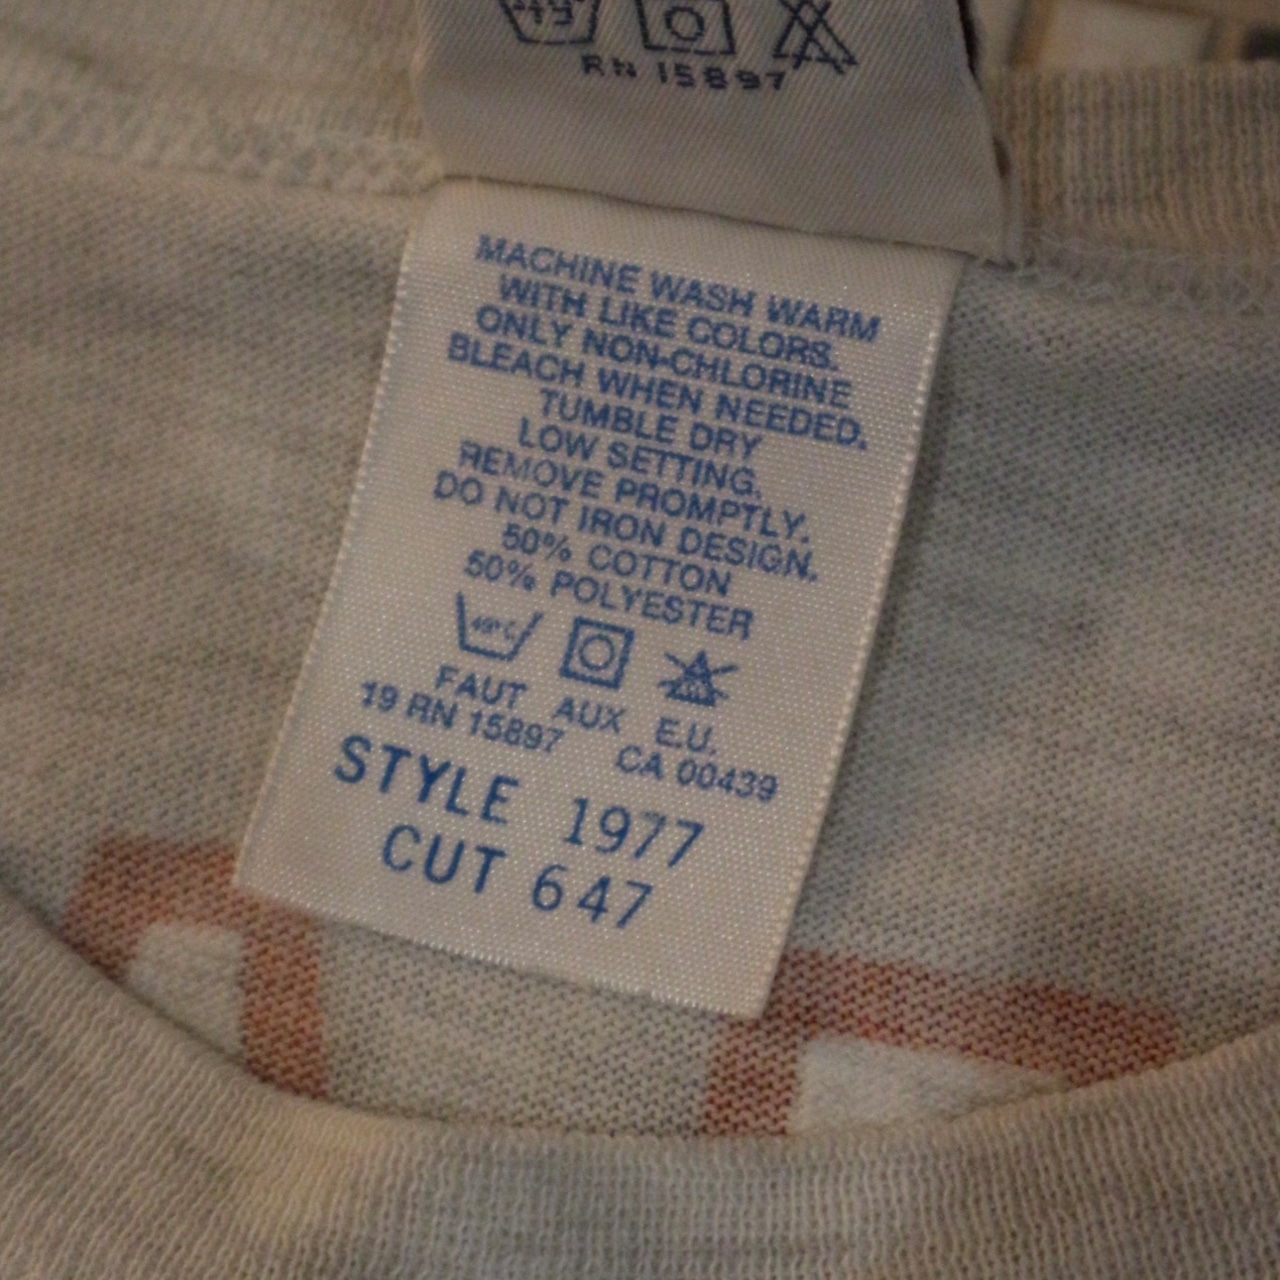 49°
RN 15897
MACHINE WASH WARM
WITH LIKE COLORS.
ONLY NON-CHLORINE
BLEACH WHEN NEEDED.
TUMBLE DRY
LOW SETTING.
REMOVE PROMPTLY.
DO NOT IRON DESIGN.
50% COTTON
50% POLYESTER
49°C
FAUT AUX E.U.
19 RN 15897 CA 00439
STYLE 1977
CUT 647